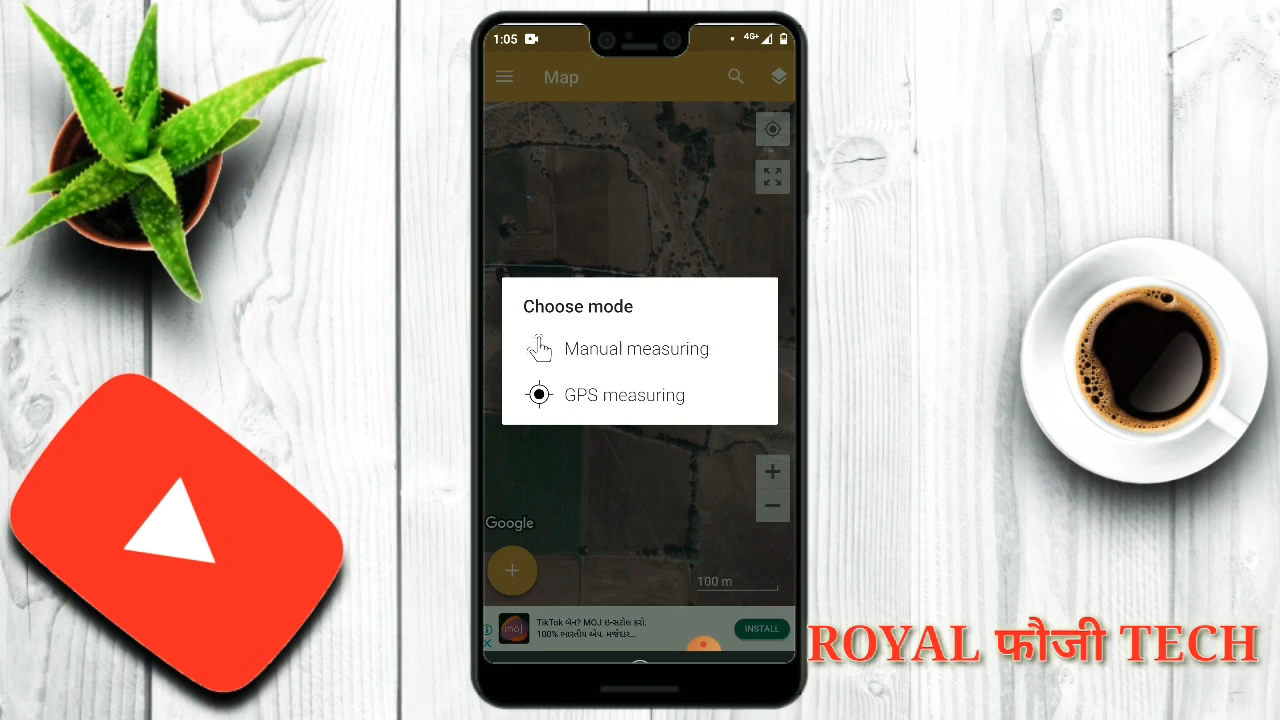 1:05
4G+
Map
Choose mode
Manual measuring
GPS measuring
Google
100 m
moj
TikTok બેન? MOJ ઇન્સ્ટોલ કરો.
100% ભારતીય એપ. મજેદાર...
INSTALL
ROYAL फौजी TECH